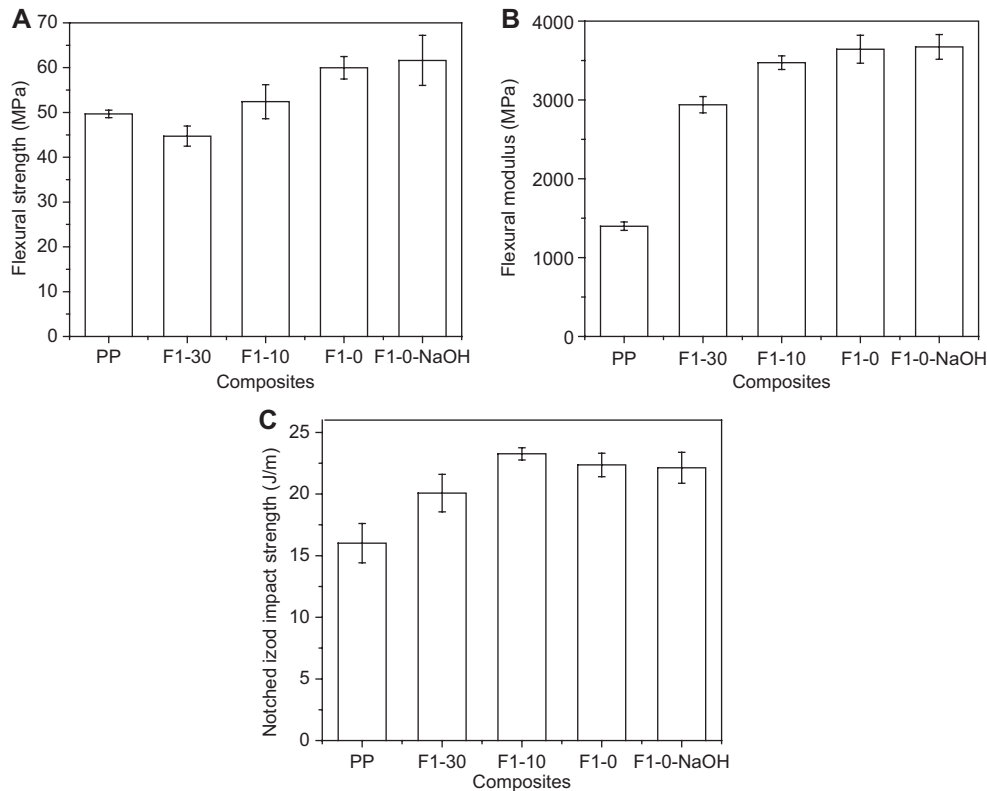 A
70
60
50
40
30
20
10
0
Flexural strength (MPa)
PP F1-30 F1-10 F1-0 F1-0-NaOH
Composites
B
4000
3000
2000
1000
0
Flexural modulus (MPa)
PP F1-30 F1-10 F1-0 F1-0-NaOH
Composites
C
25
20
15
10
5
0
Notched izod impact strength (J/m)
PP F1-30 F1-10 F1-0 F1-0-NaOH
Composites